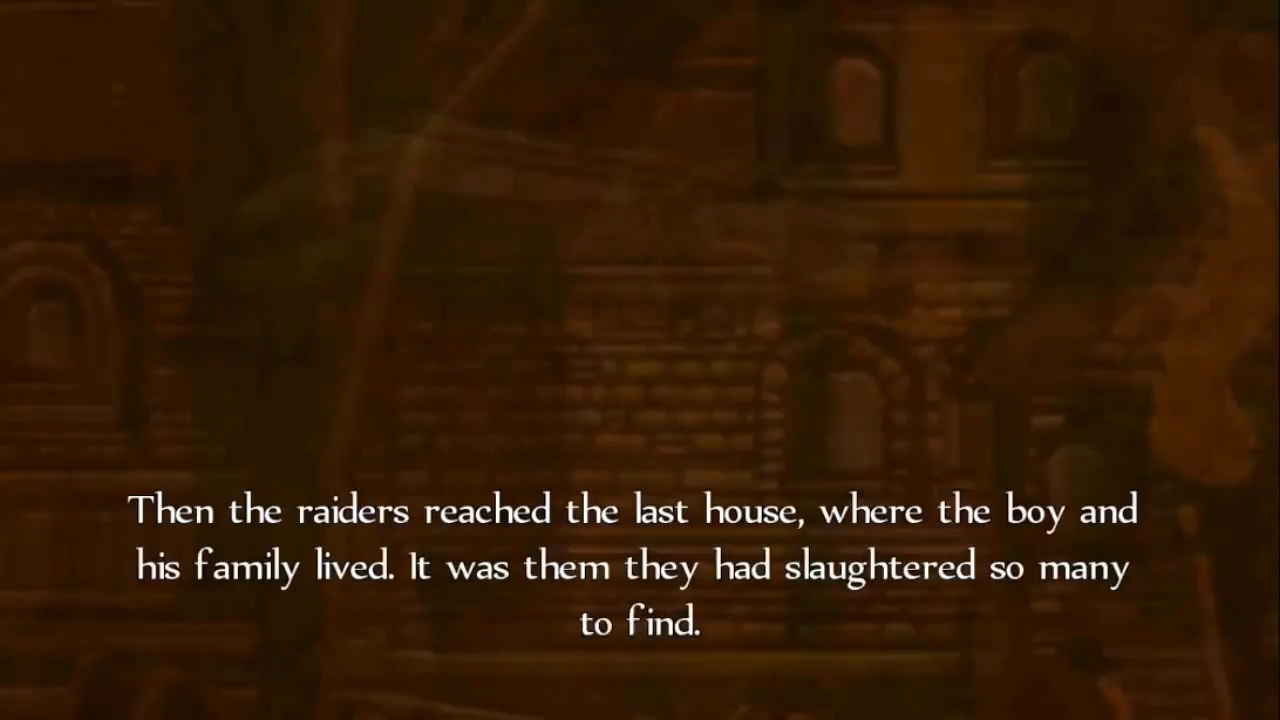 Then the raiders reached the last house, where the boy and
his family lived. It was them they had slaughtered so many
to find.